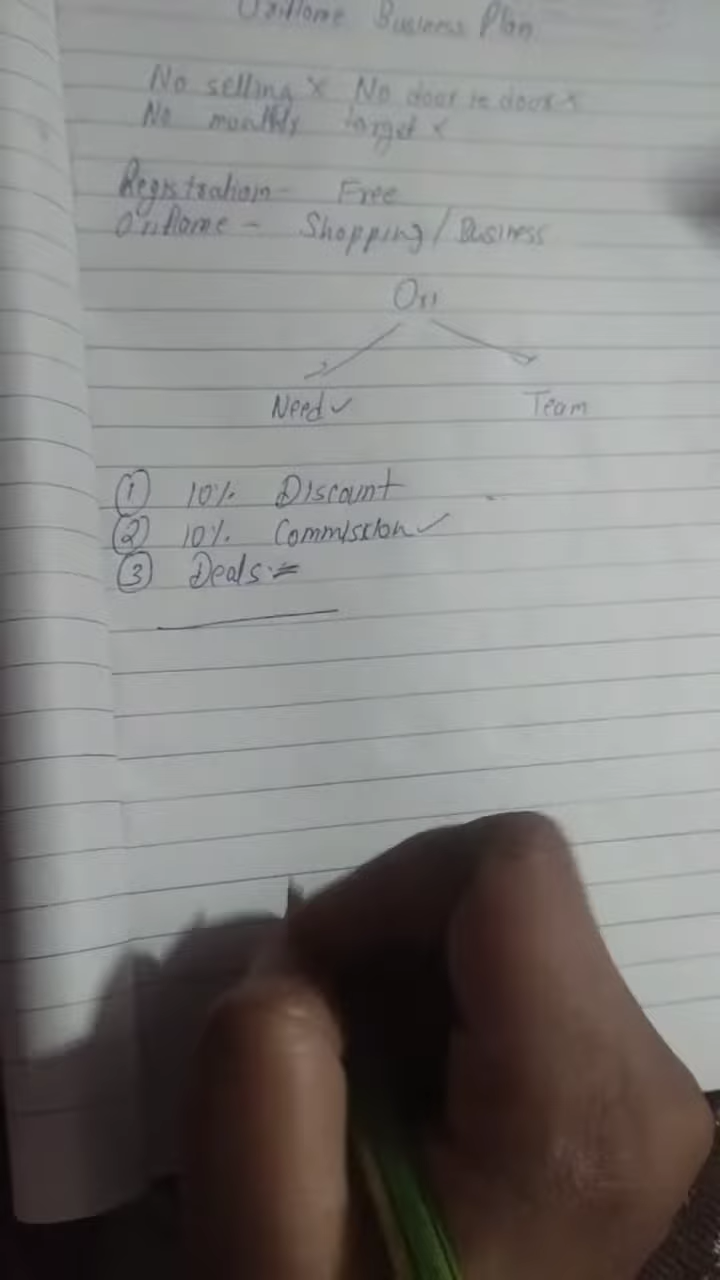 Oriflame Business Plan
No selling × No door to door ×
No monthly target ×
Registration - Free
Oriflame - Shopping / Business
Ori
Need ✓ Team
① 10% Discount
② 10% Commission ✓
③ Deals :=